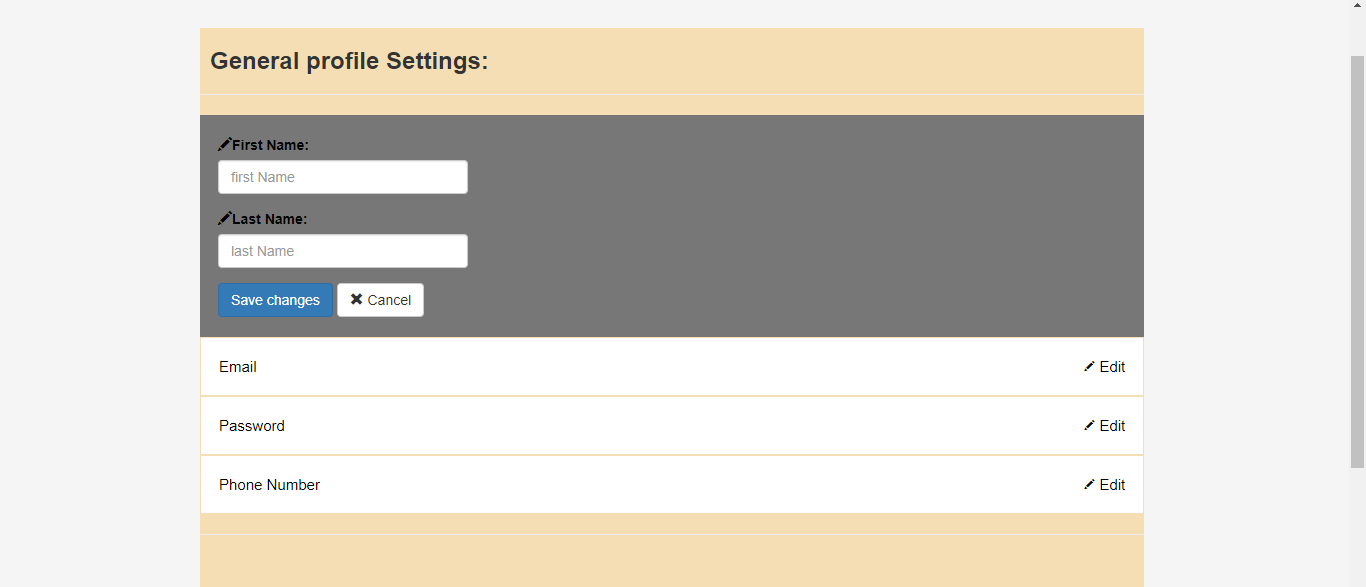 General profile Settings:
First Name:
first Name
Last Name:
last Name
Save changes
Cancel
Email
Edit
Password
Edit
Phone Number
Edit